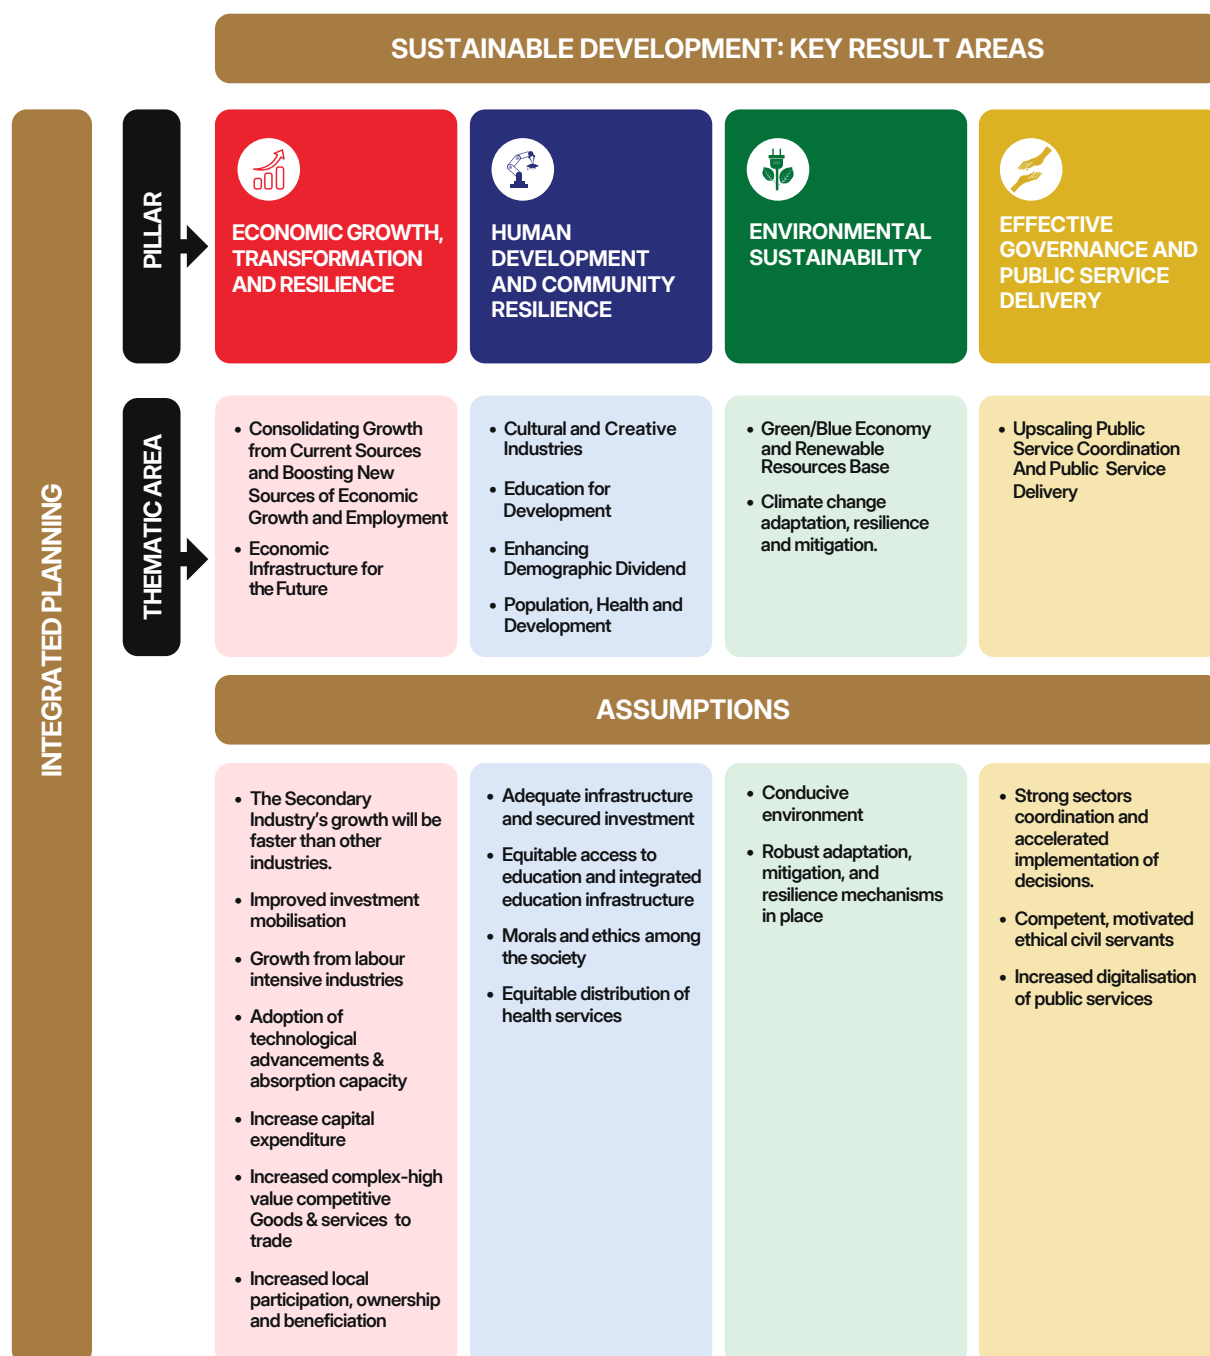 SUSTAINABLE DEVELOPMENT: KEY RESULT AREAS
INTEGRATED PLANNING
PILLAR
ECONOMIC GROWTH,
TRANSFORMATION
AND RESILIENCE
HUMAN
DEVELOPMENT
AND COMMUNITY
RESILIENCE
ENVIRONMENTAL
SUSTAINABILITY
EFFECTIVE
GOVERNANCE AND
PUBLIC SERVICE
DELIVERY
THEMATIC AREA
• Consolidating Growth
from Current Sources
and Boosting New
Sources of Economic
Growth and Employment
• Economic
Infrastructure for
the Future
• Cultural and Creative
Industries
• Education for
Development
• Enhancing
Demographic Dividend
• Population, Health and
Development
• Green/Blue Economy
and Renewable
Resources Base
• Climate change
adaptation, resilience
and mitigation.
• Upscaling Public
Service Coordination
And Public Service
Delivery
ASSUMPTIONS
• The Secondary
Industry’s growth will be
faster than other
industries.
• Improved investment
mobilisation
• Growth from labour
intensive industries
• Adoption of
technological
advancements &
absorption capacity
• Increase capital
expenditure
• Increased complex-high
value competitive
Goods & services to
trade
• Increased local
participation, ownership
and beneficiation
• Adequate infrastructure
and secured investment
• Equitable access to
education and integrated
education infrastructure
• Morals and ethics among
the society
• Equitable distribution of
health services
• Conducive
environment
• Robust adaptation,
mitigation, and
resilience mechanisms
in place
• Strong sectors
coordination and
accelerated
implementation of
decisions.
• Competent, motivated
ethical civil servants
• Increased digitalisation
of public services